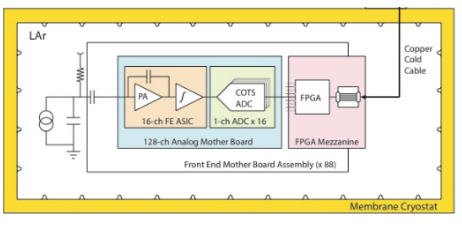 LAr
Copper
Cold
Cable
PA
∫
COTS
ADC
FPGA
16-ch FE ASIC
1-ch ADC x 16
128-ch Analog Mother Board
FPGA Mezzanine
Front End Mother Board Assembly (x 88)
Membrane Cryostat